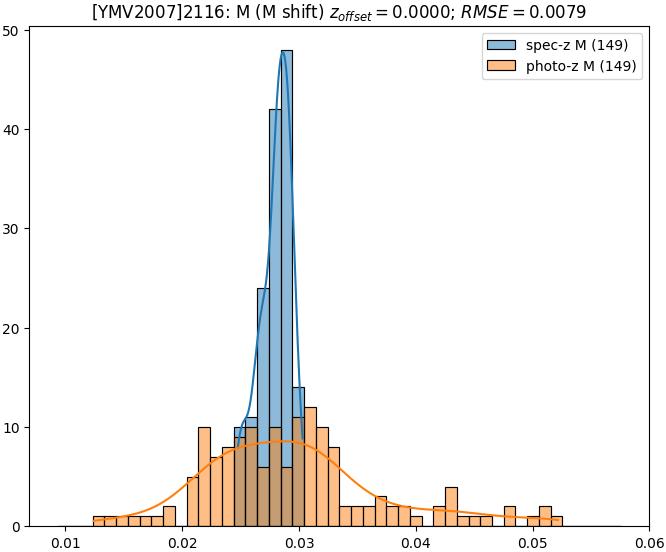 [YMV2007]2116: M (M shift) z_offset = 0.0000; RMSE = 0.0079
spec-z M (149)
photo-z M (149)
50
40
30
20
10
0
0.01 0.02 0.03 0.04 0.05 0.06